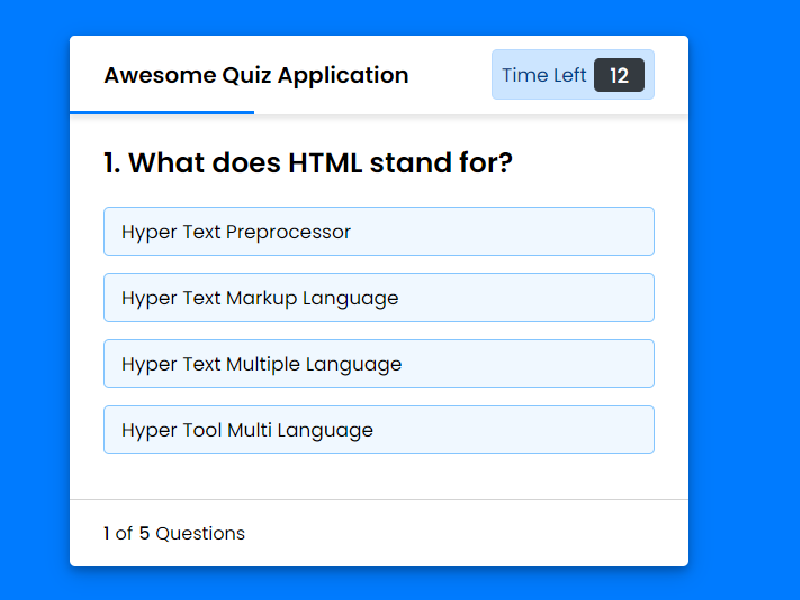 Awesome Quiz Application
Time Left 12
1. What does HTML stand for?
Hyper Text Preprocessor
Hyper Text Markup Language
Hyper Text Multiple Language
Hyper Tool Multi Language
1 of 5 Questions